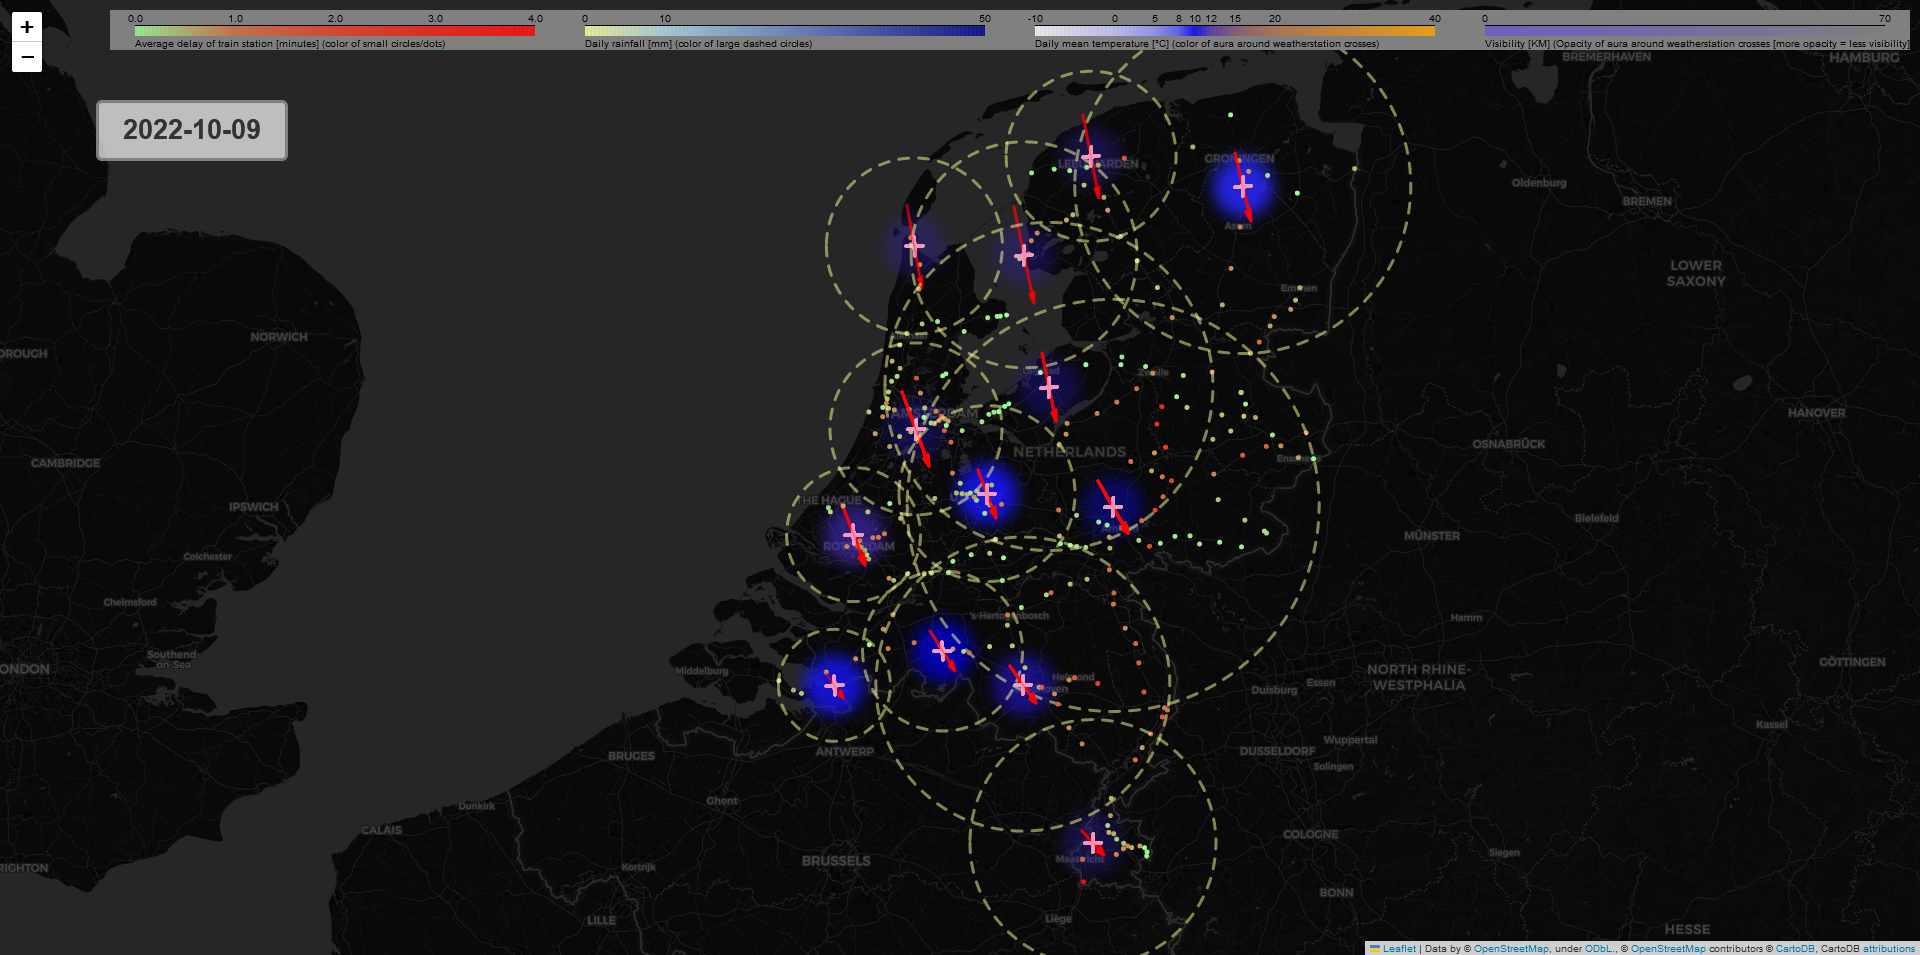 +
−
0.0 1.0 2.0 3.0 4.0
Average delay of train station [minutes] (color of small circles/dots)
0 10 50
Daily rainfall [mm] (color of large dashed circles)
-10 0 5 8 10 12 15 20 40
Daily mean temperature [°C] (color of aura around weatherstation crosses)
0 70
Visibility [KM] (Opacity of aura around weatherstation crosses [more opacity = less visibility]
2022-10-09
BREMERHAVEN
HAMBURG
GRONINGEN
Oldenburg
BREMEN
Assen
LOWER
SAXONY
Emmen
NORWICH
OROUGH
Zwolle
AMSTERDAM
HANOVER
OSNABRÜCK
NETHERLANDS
CAMBRIDGE
THE HAGUE
IPSWICH
Bielefeld
MÜNSTER
ROTTERDAM
Colchester
Chelmsford
's-Hertogenbosch
Hamm
Southend-
on-Sea
ONDON
Middelburg
NORTH RHINE-
WESTPHALIA
GÖTTINGEN
Essen
Duisburg
Helmond
Kassel
ANTWERP
BRUGES
DUSSELDORF
Wuppertal
Solingen
Ghent
Dunkirk
CALAIS
COLOGNE
BRUSSELS
Maastricht
Siegen
RIGHTON
Kortrijk
BONN
LILLE
Liège
HESSE
Leaflet | Data by © OpenStreetMap, under ODbL., © OpenStreetMap contributors © CartoDB, CartoDB attributions